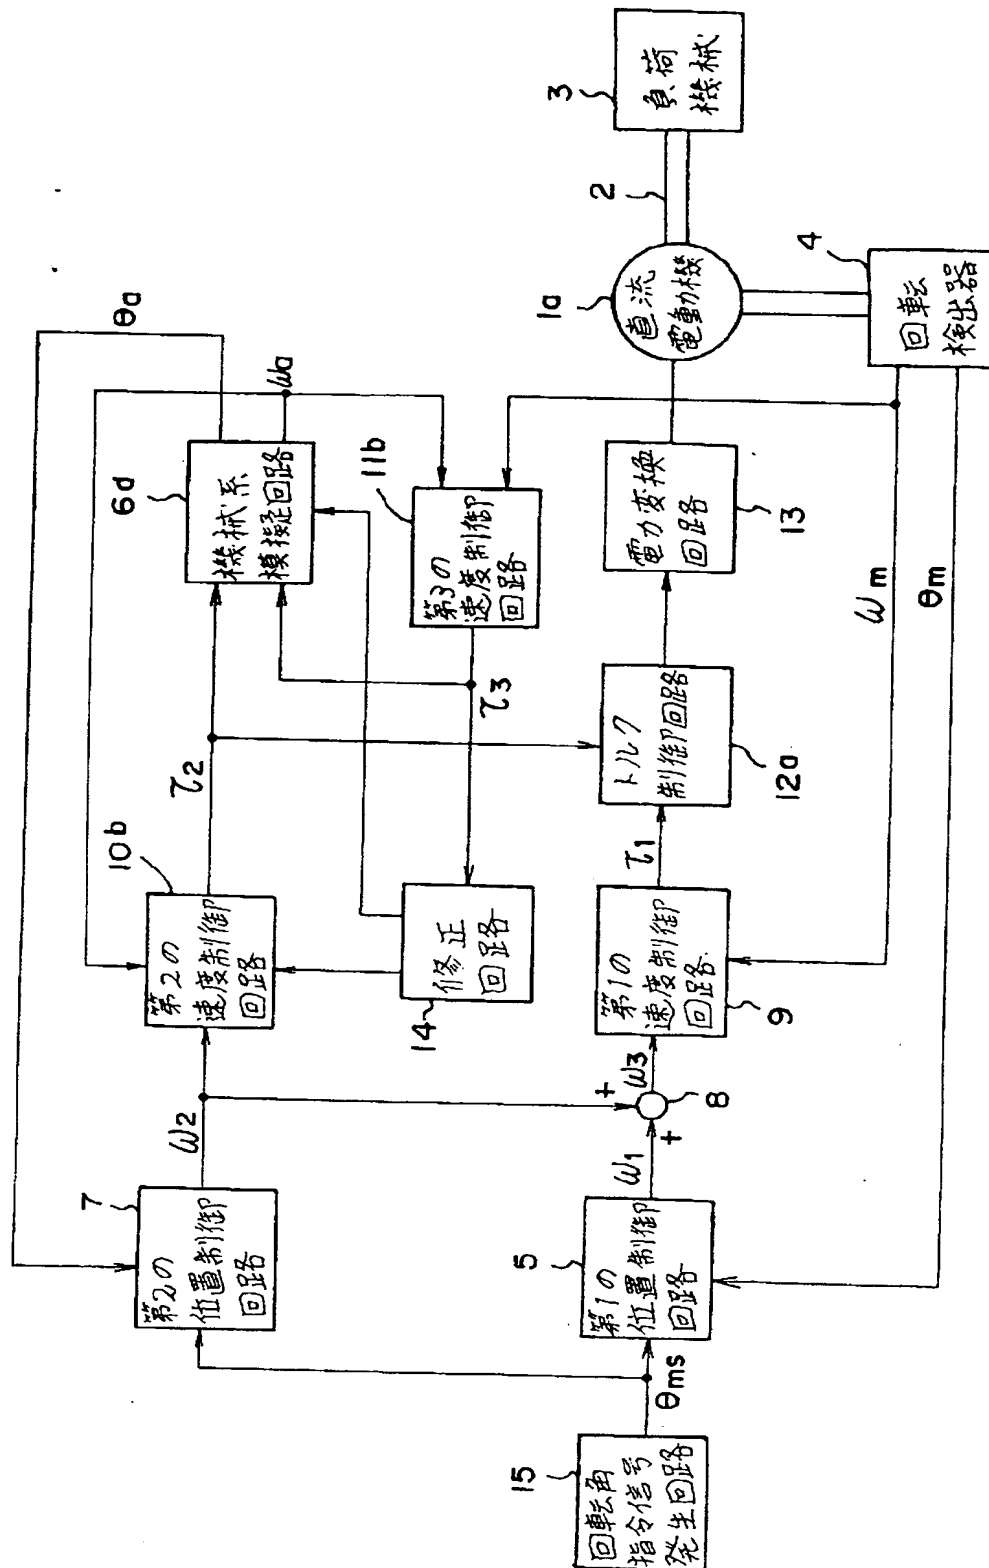 15
回転角
指令信号
発生回路
θms
7
第2の
位置制御
回路
5
第1の
位置制御
回路
ω2
ω1
+
+
8
ω3
10b
第2の
速度制御
回路
14
修正
回路
9
第1の
速度制御
回路
τ2
τ1
τ3
6d
機械系
模擬回路
θa
ωa
11b
第3の
速度制御
回路
12a
トルク
制御回路
13
電力変換
回路
ωm
θm
1a
直流
電動機
2
3
負荷
機械
4
回転
検出器